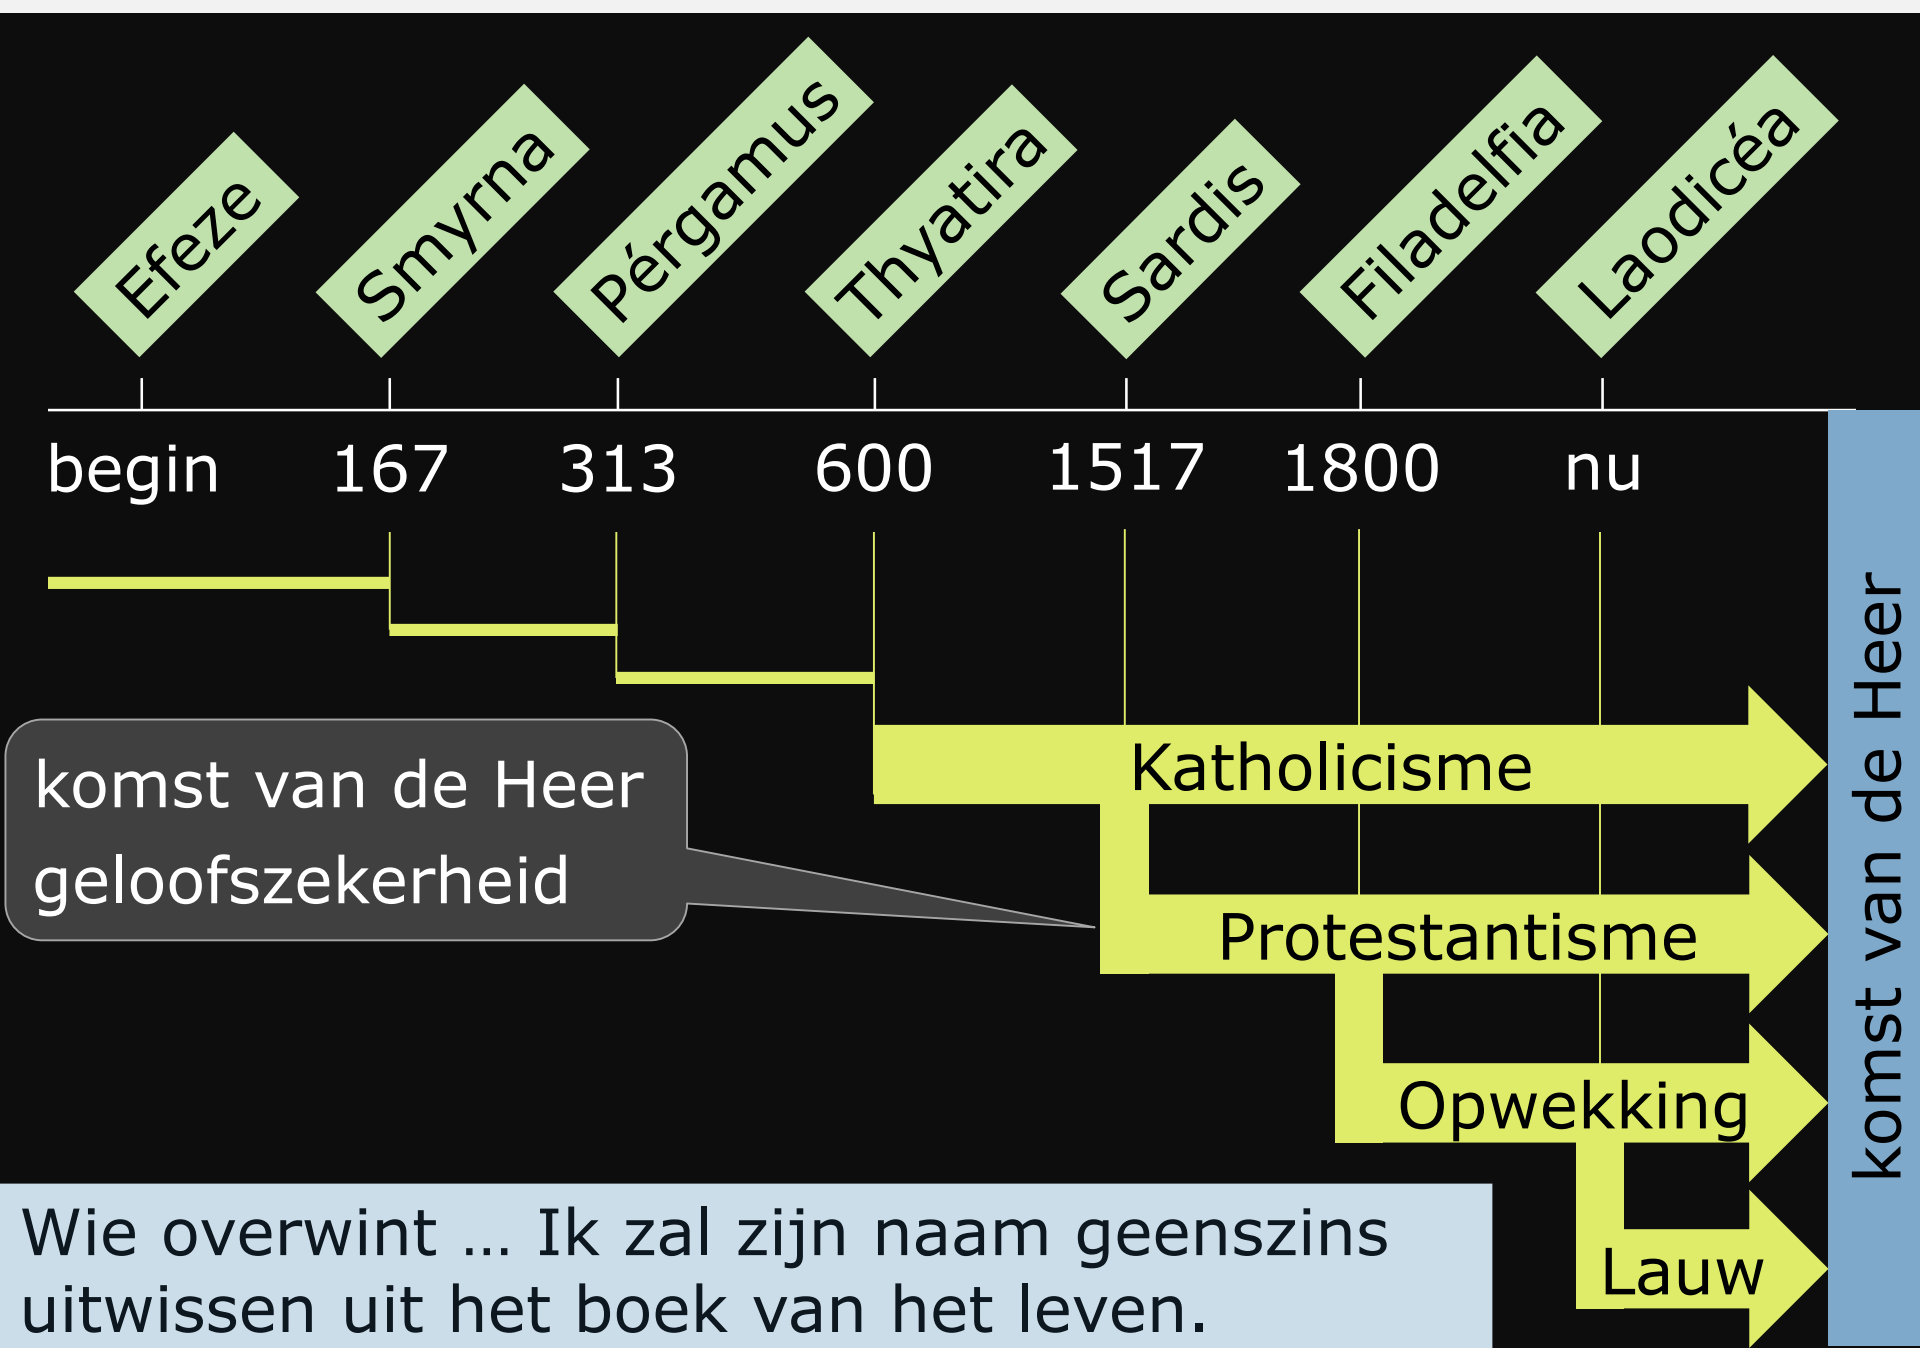 Efeze
Smyrna
Pérgamus
Thyatira
Sardis
Filadelfia
Laodicéa
begin 167 313 600 1517 1800 nu
komst van de Heer
geloofszekerheid
Katholicisme
Protestantisme
Opwekking
Lauw
komst van de Heer
Wie overwint … Ik zal zijn naam geenszins
uitwissen uit het boek van het leven.